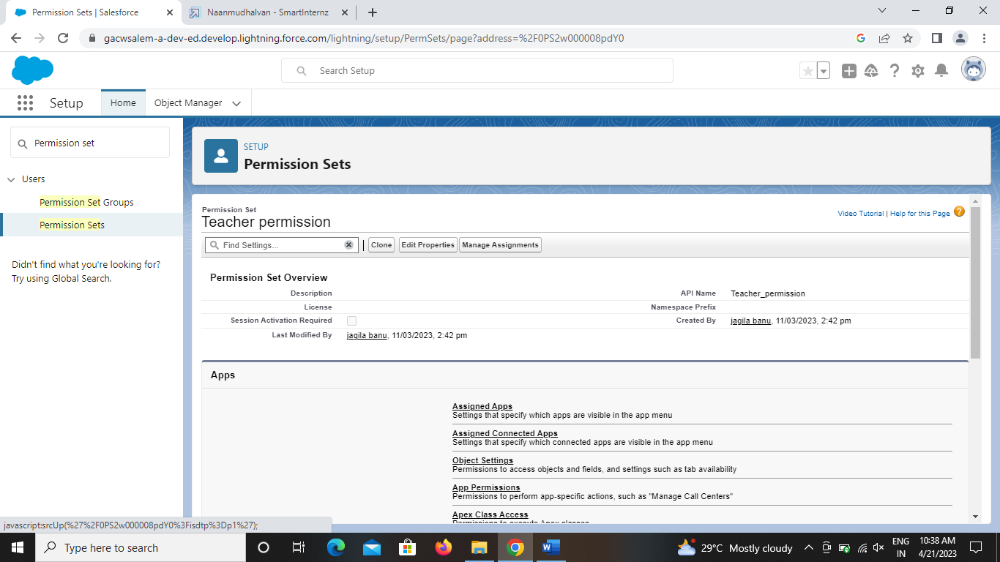 Permission Sets | Salesforce
Naanmudhalvan - SmartInternz
gacwsalem-a-dev-ed.develop.lightning.force.com/lightning/setup/PermSets/page?address=%2F0PS2w000008pdY0
Search Setup
Setup
Home
Object Manager
Permission set
Users
Permission Set Groups
Permission Sets
Didn't find what you're looking for?
Try using Global Search.
SETUP
Permission Sets
Permission Set
Teacher permission
Video Tutorial | Help for this Page
Find Settings...
Clone
Edit Properties
Manage Assignments
Permission Set Overview
Description
API Name Teacher_permission
License
Namespace Prefix
Session Activation Required
Created By jagila banu, 11/03/2023, 2:42 pm
Last Modified By jagila banu, 11/03/2023, 2:42 pm
Apps
Assigned Apps
Settings that specify which apps are visible in the app menu
Assigned Connected Apps
Settings that specify which connected apps are visible in the app menu
Object Settings
Permissions to access objects and fields, and settings such as tab availability
App Permissions
Permissions to perform app-specific actions, such as "Manage Call Centers"
Apex Class Access
Permissions to execute Apex classes
javascript:srcUp(%27%2F0PS2w000008pdY0%3Fisdtp%3Dp1%27);
Type here to search
29°C Mostly cloudy
ENG
IN
10:38 AM
4/21/2023